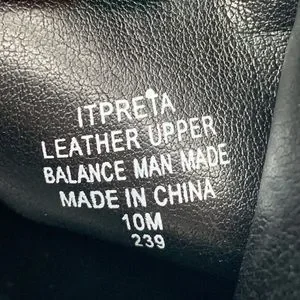 ITPRETA
LEATHER UPPER
BALANCE MAN MADE
MADE IN CHINA
10M
239